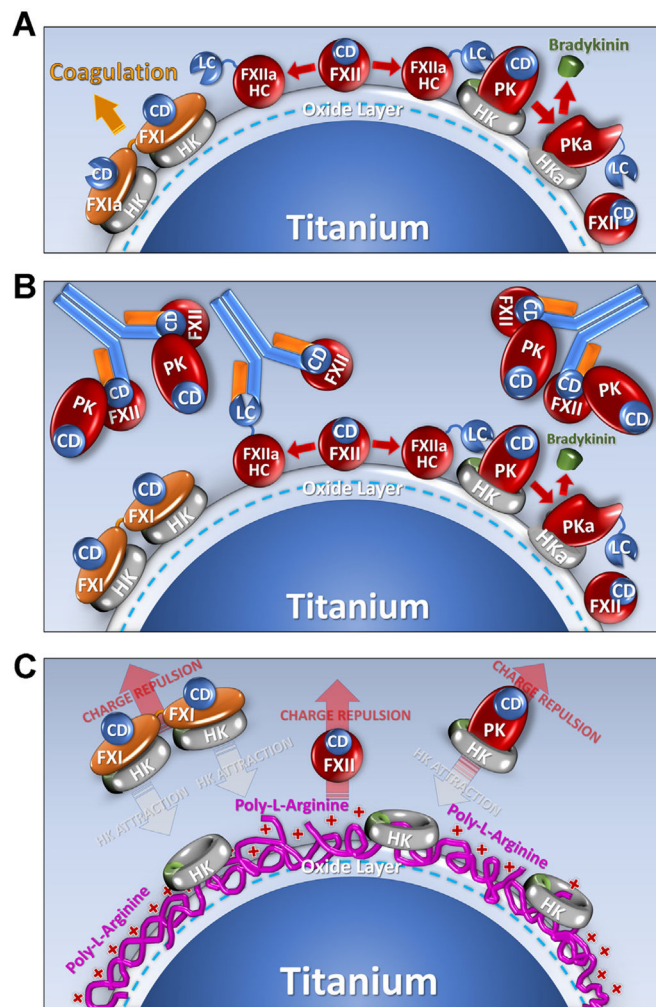 A
Coagulation
LC
FXIIa
HC
CD
FXII
FXIIa
HC
LC
CD
PK
HK
Bradykinin
CD
FXI
HK
CD
FXIa
HK
Oxide Layer
HKa
PKa
LC
CD
FXII
Titanium
B
CD
FXII
CD
FXII
PK
CD
PK
CD
LC
CD
FXII
FXII
CD
PK
CD
CD
FXII
PK
CD
FXIIa
HC
CD
FXII
FXIIa
HC
LC
CD
PK
HK
Bradykinin
CD
FXI
HK
CD
FXI
HK
Oxide Layer
HKa
PKa
LC
CD
FXII
Titanium
C
CHARGE REPULSION
CD
FXI
HK
CD
FXI
HK
HK ATTRACTION
HK ATTRACTION
CHARGE REPULSION
CD
FXII
CHARGE REPULSION
CD
PK
HK
HK ATTRACTION
Poly-L-Arginine
Poly-L-Arginine
Poly-L-Arginine
HK
HK
HK
Oxide Layer
Titanium